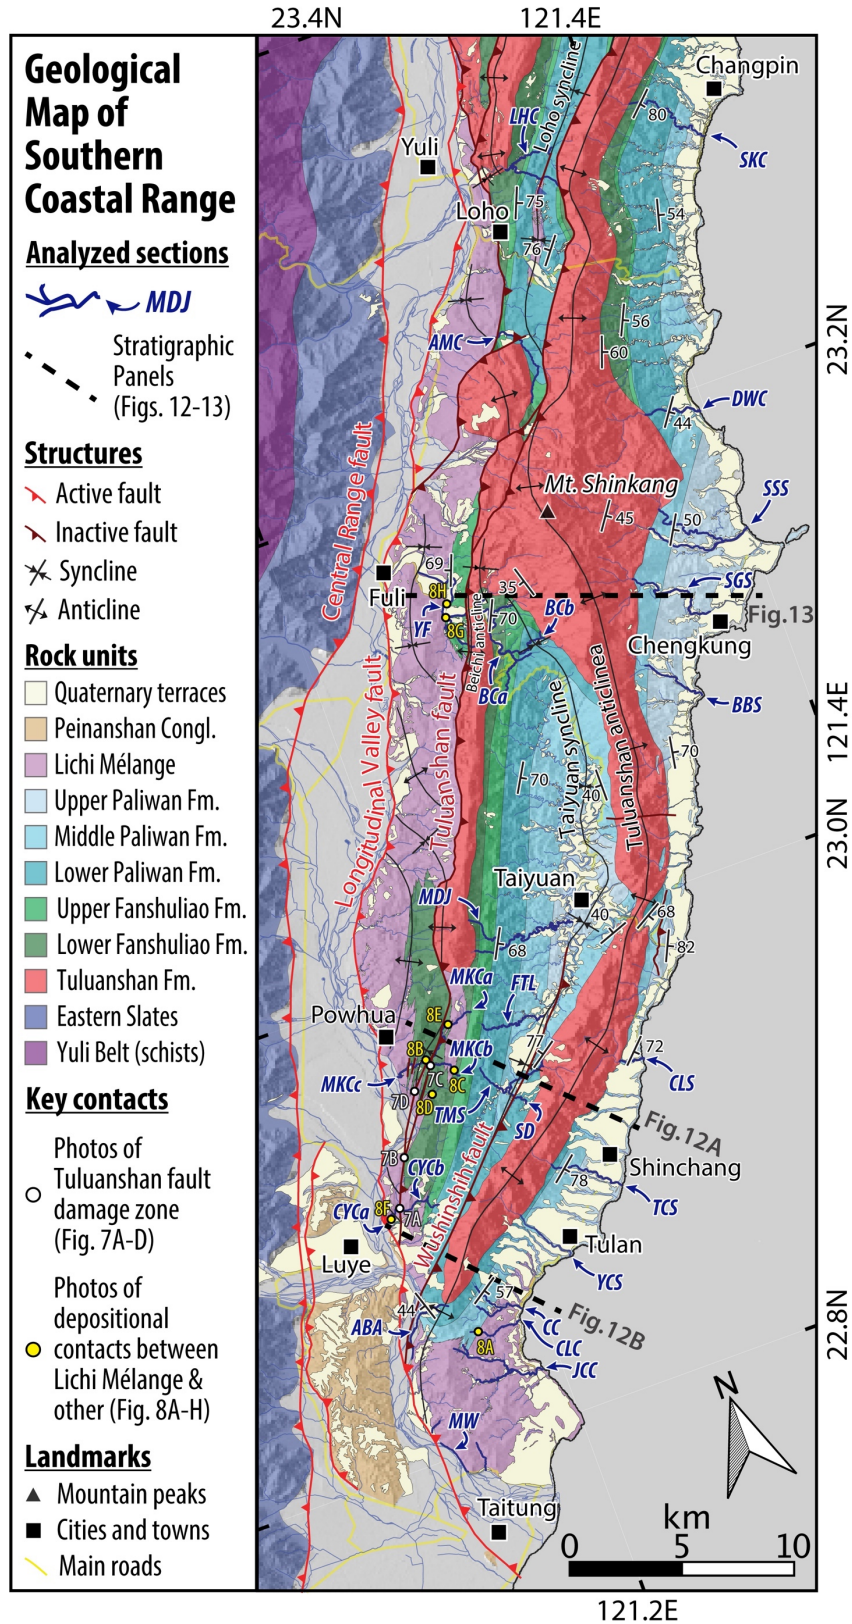 23.4N
121.4E
Geological
Map of
Southern
Coastal Range
Analyzed sections
MDJ
Stratigraphic
Panels
(Figs. 12-13)
Structures
Active fault
Inactive fault
Syncline
Anticline
Rock units
Quaternary terraces
Peinanshan Congl.
Lichi Mélange
Upper Paliwan Fm.
Middle Paliwan Fm.
Lower Paliwan Fm.
Upper Fanshuliao Fm.
Lower Fanshuliao Fm.
Tuluanshan Fm.
Eastern Slates
Yuli Belt (schists)
Key contacts
Photos of
Tuluanshan fault
damage zone
(Fig. 7A-D)
Photos of
depositional
contacts between
Lichi Mélange &
other (Fig. 8A-H)
Landmarks
Mountain peaks
Cities and towns
Main roads
Changpin
80
LHC
Loho syncline
SKC
Yuli
75
54
Loho
76
56
AMC
60
23.2N
DWC
44
Mt. Shinkang
SSS
45
50
Central Range fault
69
35
SGS
Fuli
8H
YF
8G
70
BCb
Fig.13
Chengkung
Beichi anticline
BCa
BBS
Longitudinal Valley fault
Tuluanshan fault
Taiyuan syncline
Tuluanshan anticlinea
121.4E
70
70
40
23.0N
Taiyuan
MDJ
40
68
68
82
MKCa
FTL
8E
Powhua
8B
MKCb
77
72
7C
8C
MKCc
CLS
7D
8D
TMS
SD
Fig.12A
7B
Shinchang
CYCb
78
TCS
8F
CYCa
7A
Wushinshih fault
Luye
Tulan
YCS
57
44
CC
Fig.12B
22.8N
ABA
CLC
8A
JCC
N
MW
Taitung
km
0
5
10
121.2E